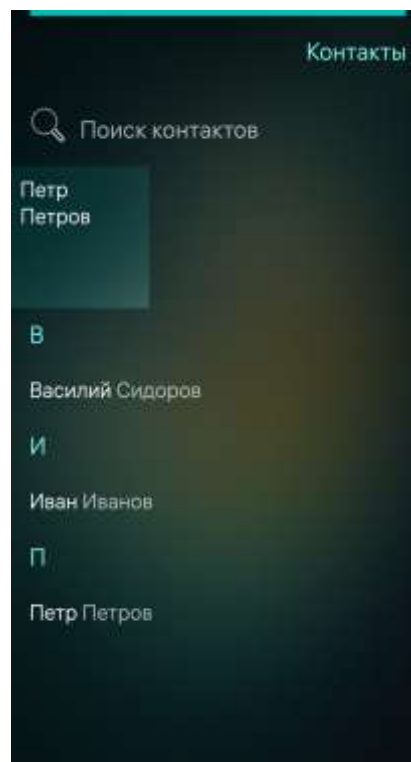 Контакты
Поиск контактов
Петр
Петров
В
Василий Сидоров
И
Иван Иванов
П
Петр Петров